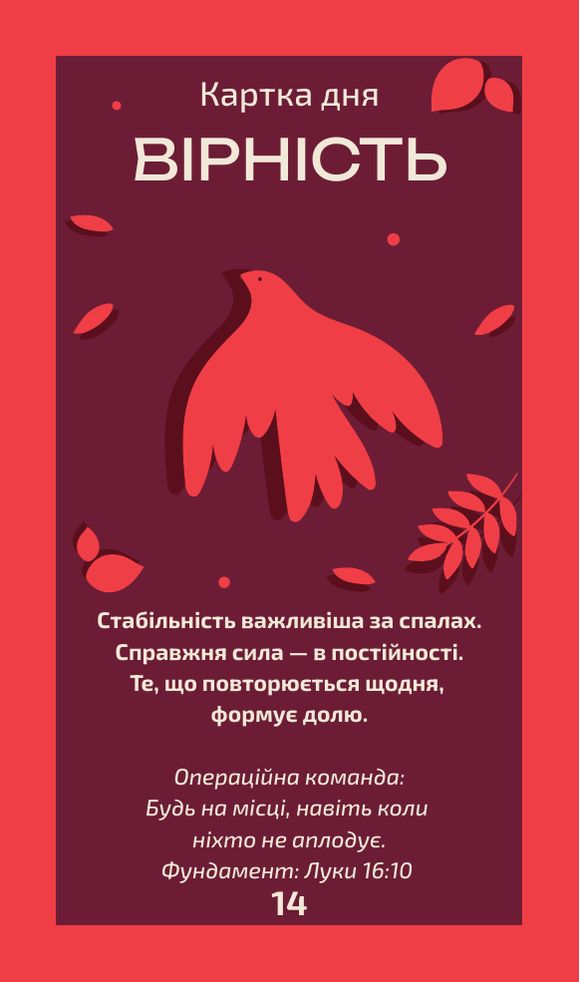 Картка дня
ВІРНІСТЬ
Стабільність важливіша за спалах.
Справжня сила — в постійності.
Те, що повторюється щодня,
формує долю.
Операційна команда:
Будь на місці, навіть коли
ніхто не аплодує.
Фундамент: Луки 16:10
14